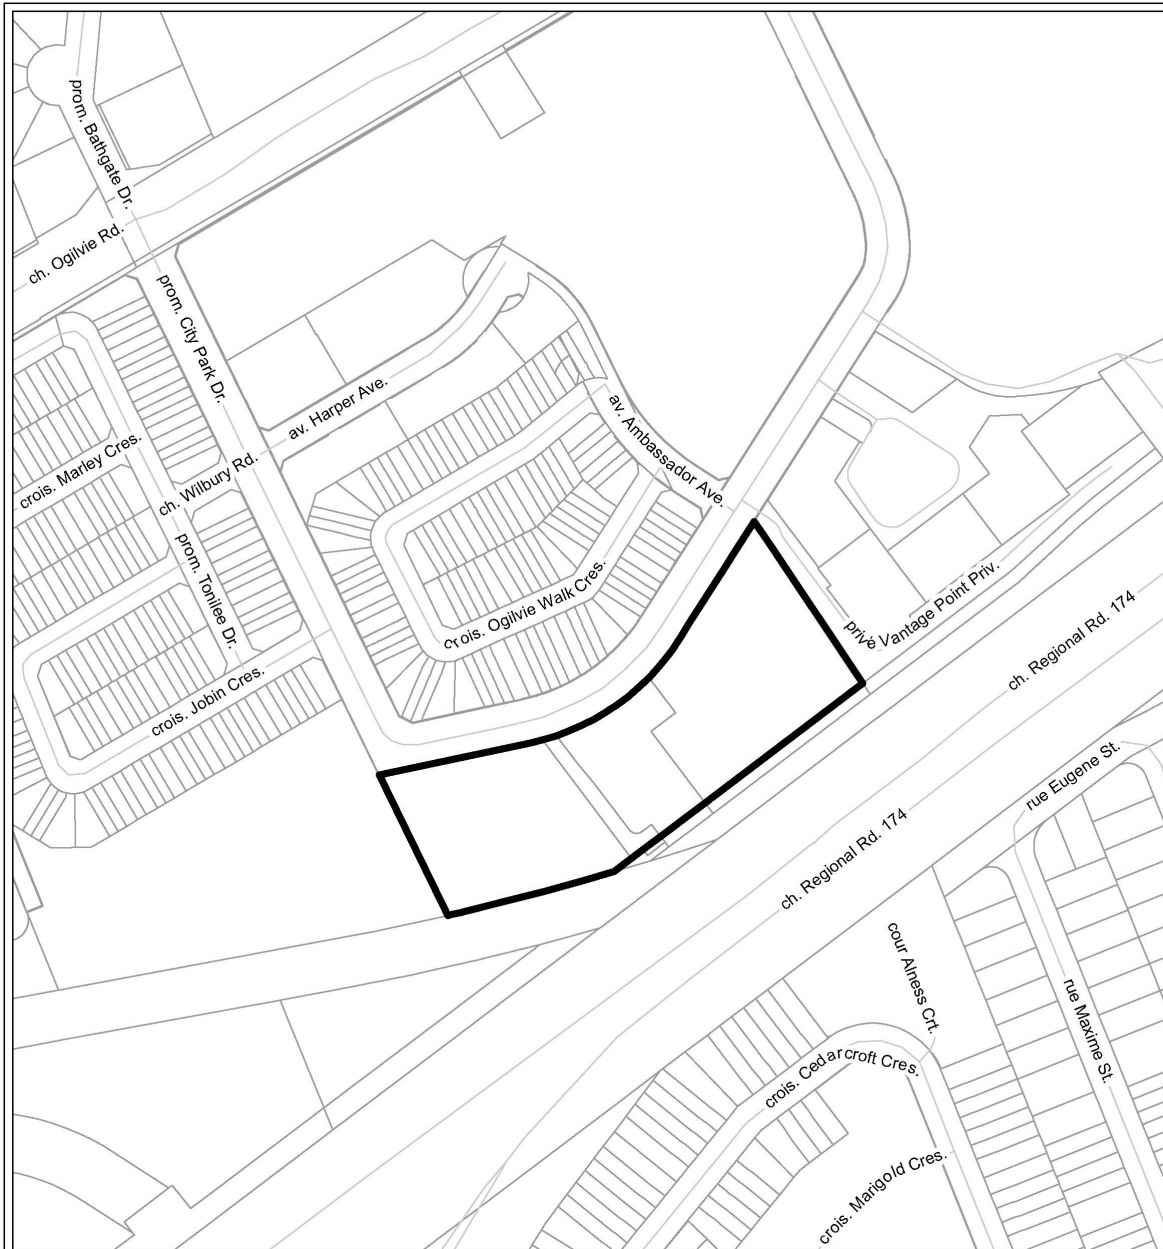 prom. Bathgate Dr.
ch. Ogilvie Rd.
prom. City Park Dr.
av. Harper Ave.
av. Ambassador Ave.
crois. Marley Cres.
ch. Wilbury Rd.
prom. Tonilee Dr.
crois. Ogilvie Walk Cres.
crois. Jobin Cres.
privé Vantage Point Priv.
ch. Regional Rd. 174
rue Eugene St.
ch. Regional Rd. 174
cour Alness Crt.
rue Maxime St.
crois. Cedarcroft Cres.
crois. Marigold Cres.